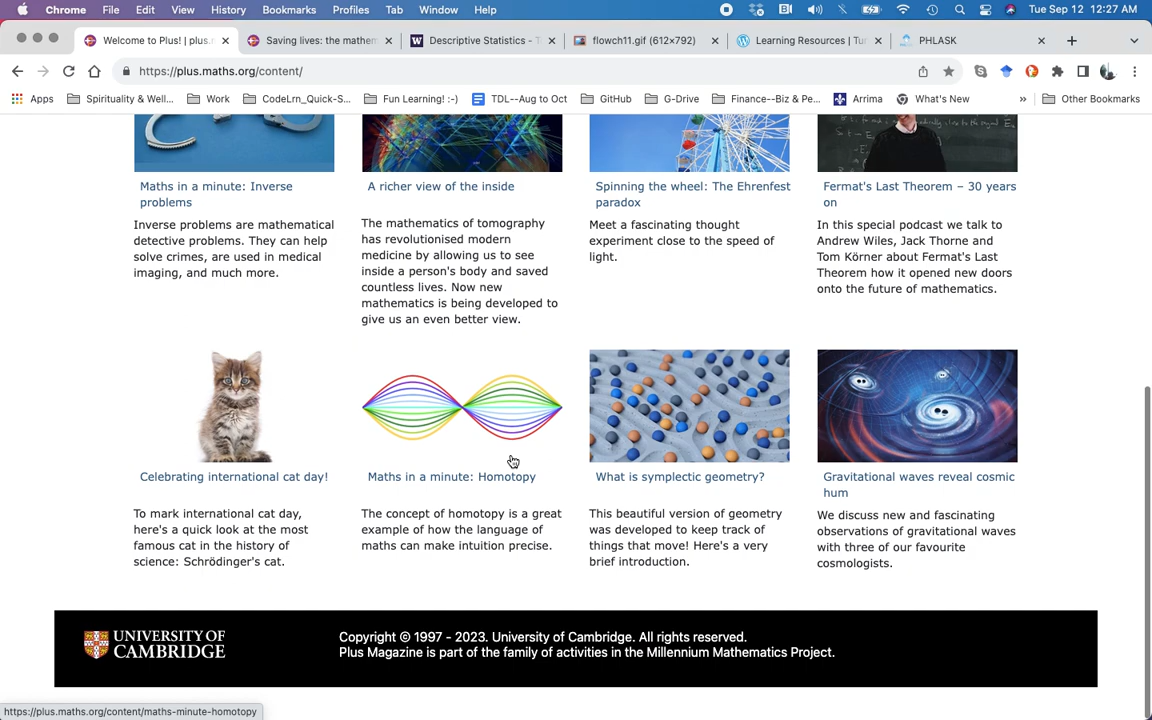 Chrome File Edit View History Bookmarks Profiles Tab Window Help Tue Sep 12 12:27 AM
Welcome to Plus! | plus. Saving lives: the mathem Descriptive Statistics - T flowch11.gif (612×792) Learning Resources | Tu PHLASK
https://plus.maths.org/content/
Apps Spirituality & Well... Work CodeLrn_Quick-S... Fun Learning! :-) TDL--Aug to Oct GitHub G-Drive Finance--Biz & Pe... Arrima What's New » Other Bookmarks
Maths in a minute: Inverse
problems
Inverse problems are mathematical
detective problems. They can help
solve crimes, are used in medical
imaging, and much more.
A richer view of the inside
The mathematics of tomography
has revolutionised modern
medicine by allowing us to see
inside a person's body and saved
countless lives. Now new
mathematics is being developed to
give us an even better view.
Spinning the wheel: The Ehrenfest
paradox
Meet a fascinating thought
experiment close to the speed of
light.
Fermat's Last Theorem – 30 years
on
In this special podcast we talk to
Andrew Wiles, Jack Thorne and
Tom Körner about Fermat's Last
Theorem how it opened new doors
onto the future of mathematics.
Celebrating international cat day!
To mark international cat day,
here's a quick look at the most
famous cat in the history of
science: Schrödinger's cat.
Maths in a minute: Homotopy
The concept of homotopy is a great
example of how the language of
maths can make intuition precise.
What is symplectic geometry?
This beautiful version of geometry
was developed to keep track of
things that move! Here's a very
brief introduction.
Gravitational waves reveal cosmic
hum
We discuss new and fascinating
observations of gravitational waves
with three of our favourite
cosmologists.
UNIVERSITY OF
CAMBRIDGE
Copyright © 1997 - 2023. University of Cambridge. All rights reserved.
Plus Magazine is part of the family of activities in the Millennium Mathematics Project.
https://plus.maths.org/content/maths-minute-homotopy